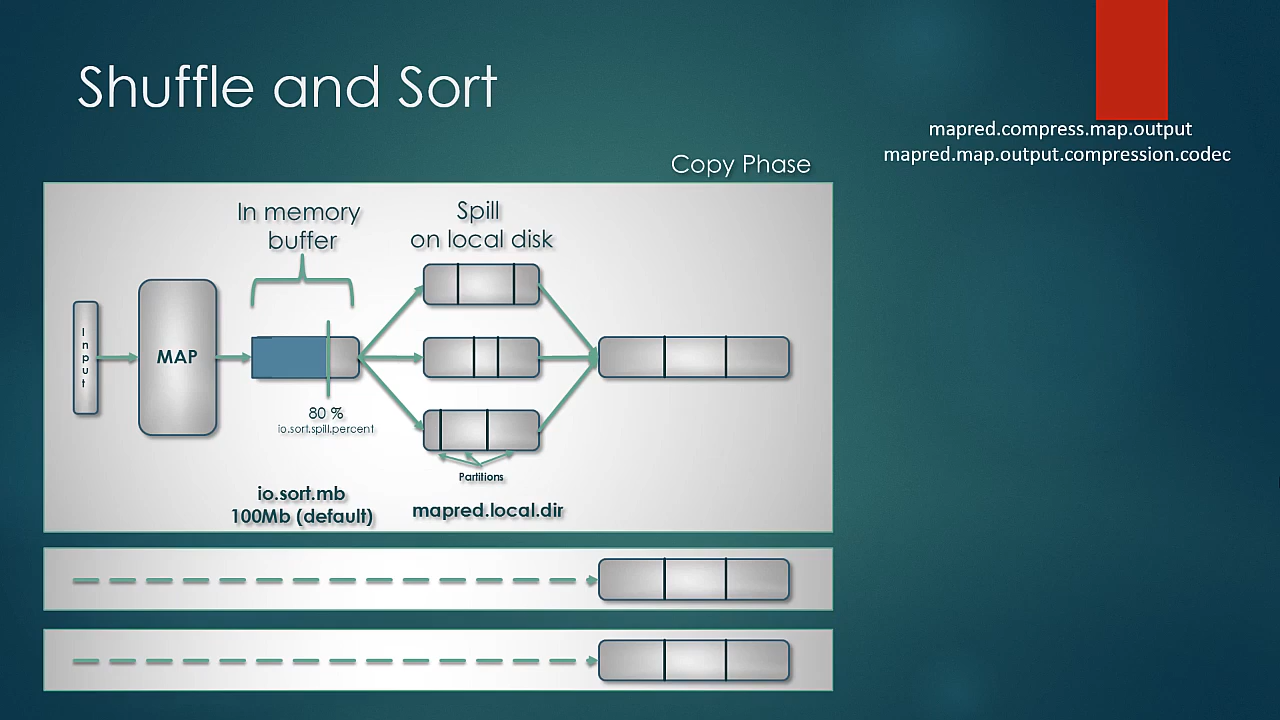 Shuffle and Sort
mapred.compress.map.output
mapred.map.output.compression.codec
Copy Phase
In memory
buffer
Spill
on local disk
Input
MAP
80 %
io.sort.spill.percent
Partitions
io.sort.mb
100Mb (default)
mapred.local.dir